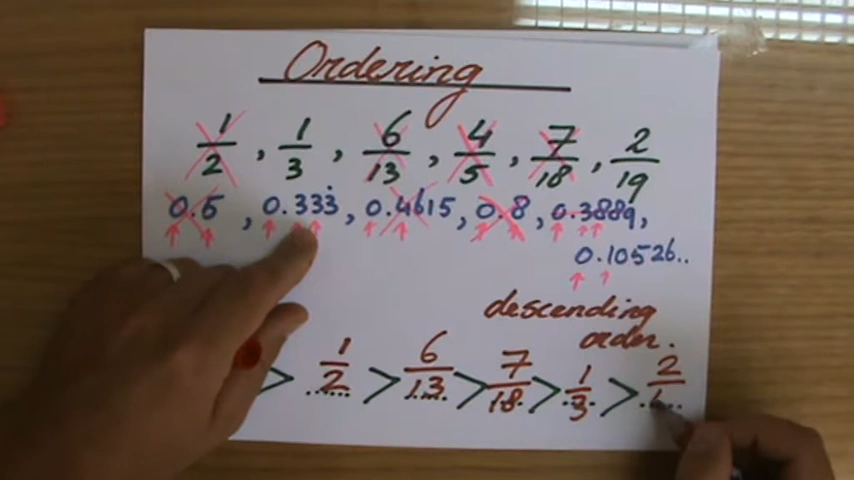 Ordering
1/2 , 1/3 , 6/13 , 4/5 , 7/18 , 2/19
0.5 , 0.333̇ , 0.4615 , 0.8 , 0.3889 ,
0.10526..
descending
order.
> 1/2 > 6/13 > 7/18 > 1/3 > 2/1